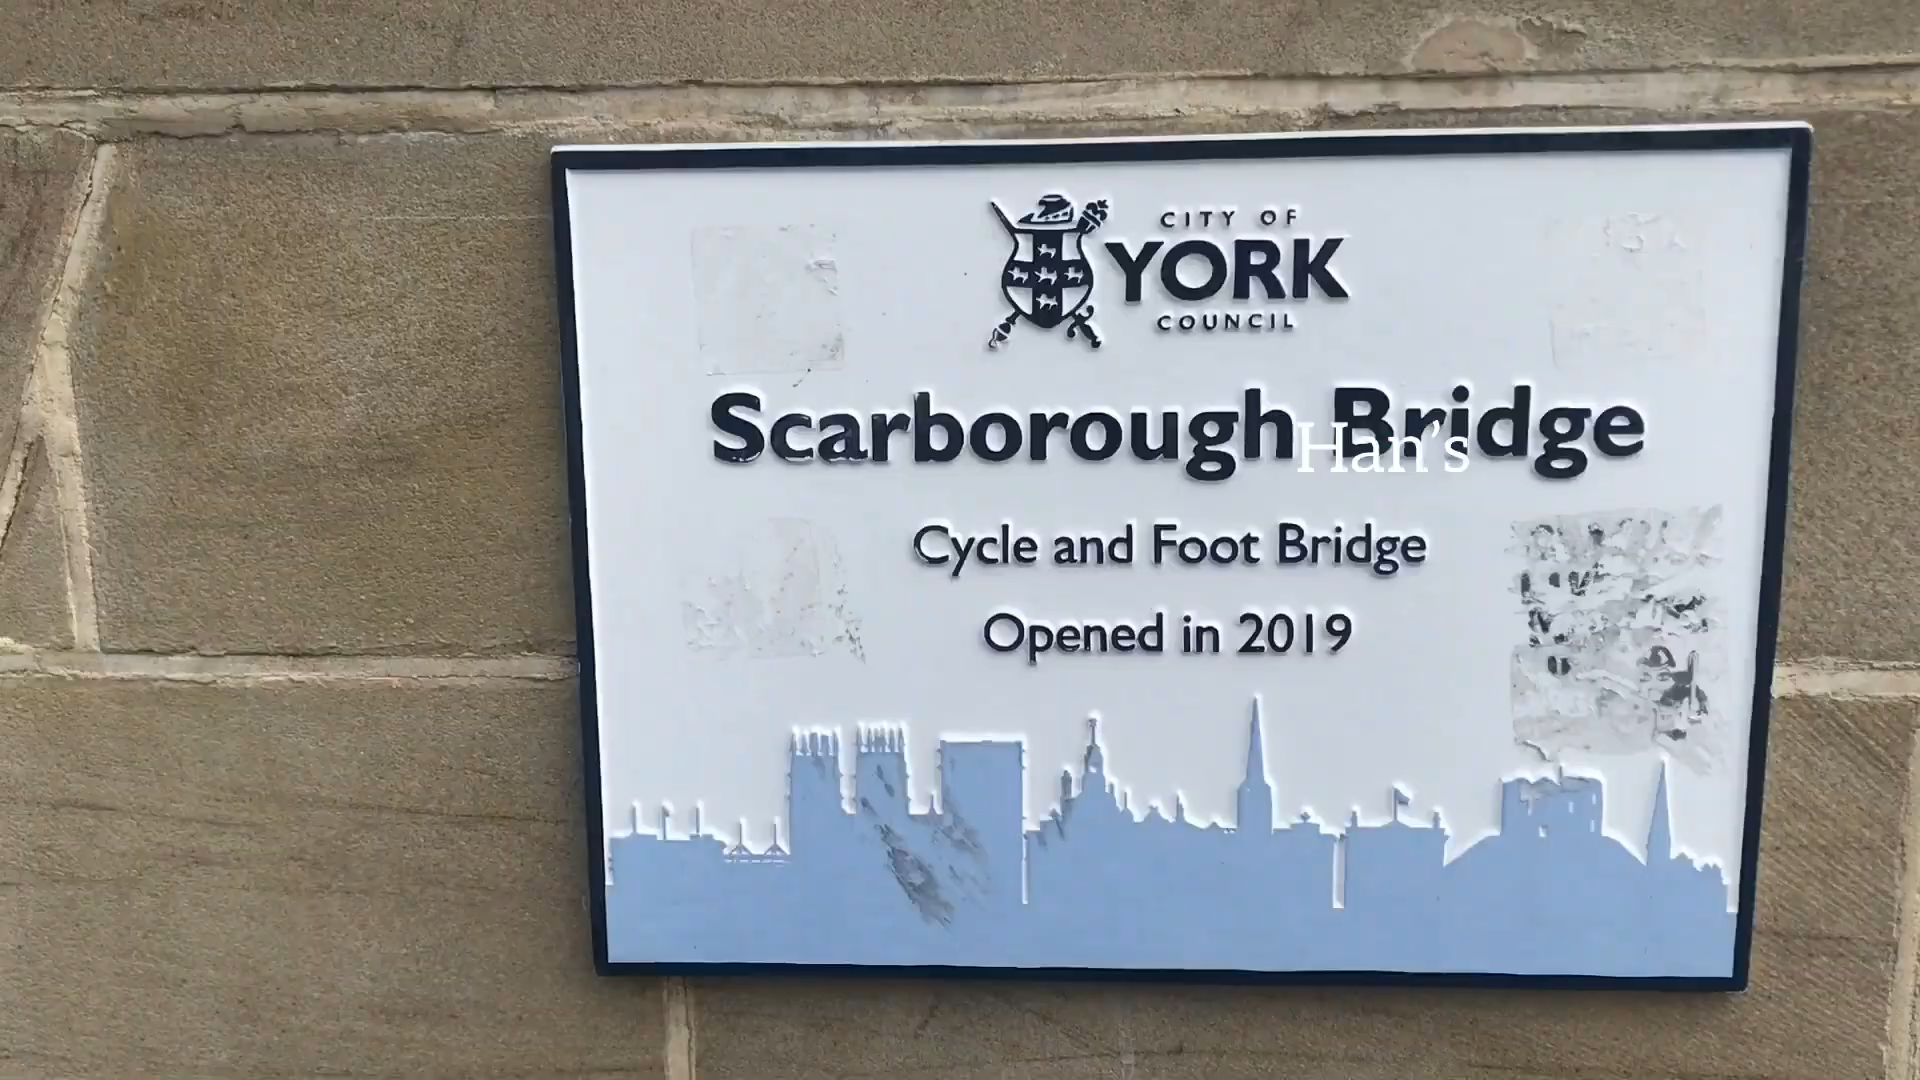 CITY OF
YORK
COUNCIL
Scarborough Bridge
Han's
Cycle and Foot Bridge
Opened in 2019